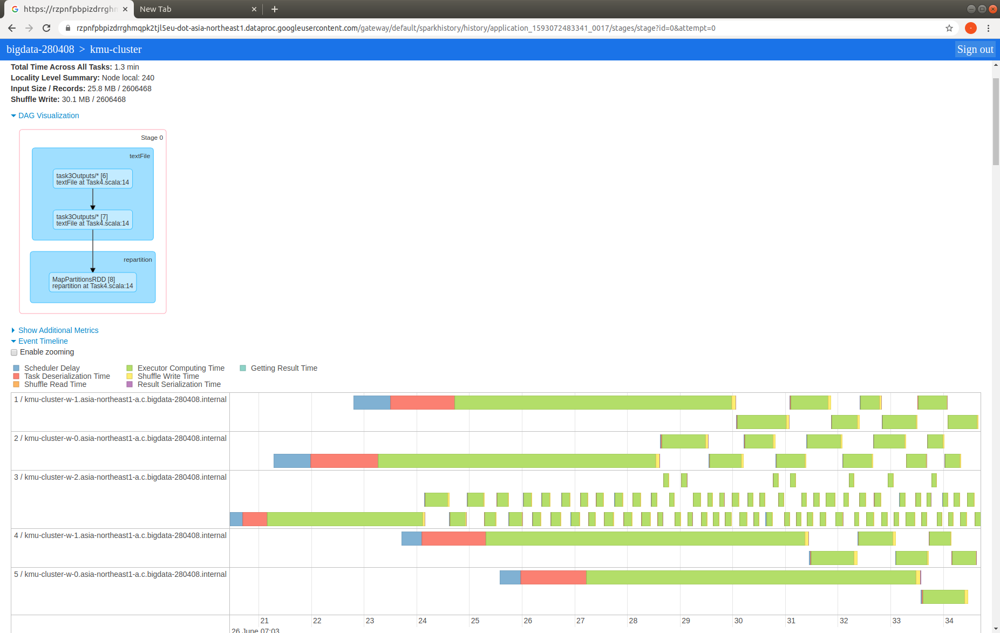 https://rzpnfpbpizdrrghm
New Tab
rzpnfpbpizdrrghmqpk2tjl5eu-dot-asia-northeast1.dataproc.googleusercontent.com/gateway/default/sparkhistory/history/application_1593072483341_0017/stages/stage?id=0&attempt=0
bigdata-280408 > kmu-cluster
Sign out
Total Time Across All Tasks: 1.3 min
Locality Level Summary: Node local: 240
Input Size / Records: 25.8 MB / 2606468
Shuffle Write: 30.1 MB / 2606468
DAG Visualization
Stage 0
textFile
task3Outputs/* [6]
textFile at Task4.scala:14
task3Outputs/* [7]
textFile at Task4.scala:14
repartition
MapPartitionsRDD [8]
repartition at Task4.scala:14
Show Additional Metrics
Event Timeline
Enable zooming
Scheduler Delay
Executor Computing Time
Getting Result Time
Task Deserialization Time
Shuffle Write Time
Shuffle Read Time
Result Serialization Time
1 / kmu-cluster-w-1.asia-northeast1-a.c.bigdata-280408.internal
2 / kmu-cluster-w-0.asia-northeast1-a.c.bigdata-280408.internal
3 / kmu-cluster-w-2.asia-northeast1-a.c.bigdata-280408.internal
4 / kmu-cluster-w-1.asia-northeast1-a.c.bigdata-280408.internal
5 / kmu-cluster-w-0.asia-northeast1-a.c.bigdata-280408.internal
21 22 23 24 25 26 27 28 29 30 31 32 33 34
26 June 07:03